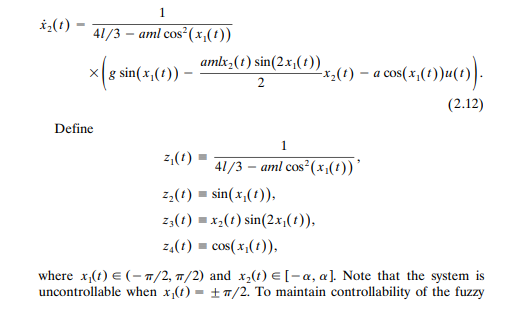 ẋ₂(t) = 1 / (4l/3 − aml cos²(x₁(t)))
× ( g sin(x₁(t)) − (amlx₂(t) sin(2x₁(t)) / 2) x₂(t) − a cos(x₁(t))u(t) ).
(2.12)
Define
z₁(t) ≡ 1 / (4l/3 − aml cos²(x₁(t))),
z₂(t) ≡ sin(x₁(t)),
z₃(t) ≡ x₂(t) sin(2x₁(t)),
z₄(t) ≡ cos(x₁(t)),
where x₁(t) ∈ (−π/2, π/2) and x₂(t) ∈ [−α, α]. Note that the system is
uncontrollable when x₁(t) = ±π/2. To maintain controllability of the fuzzy